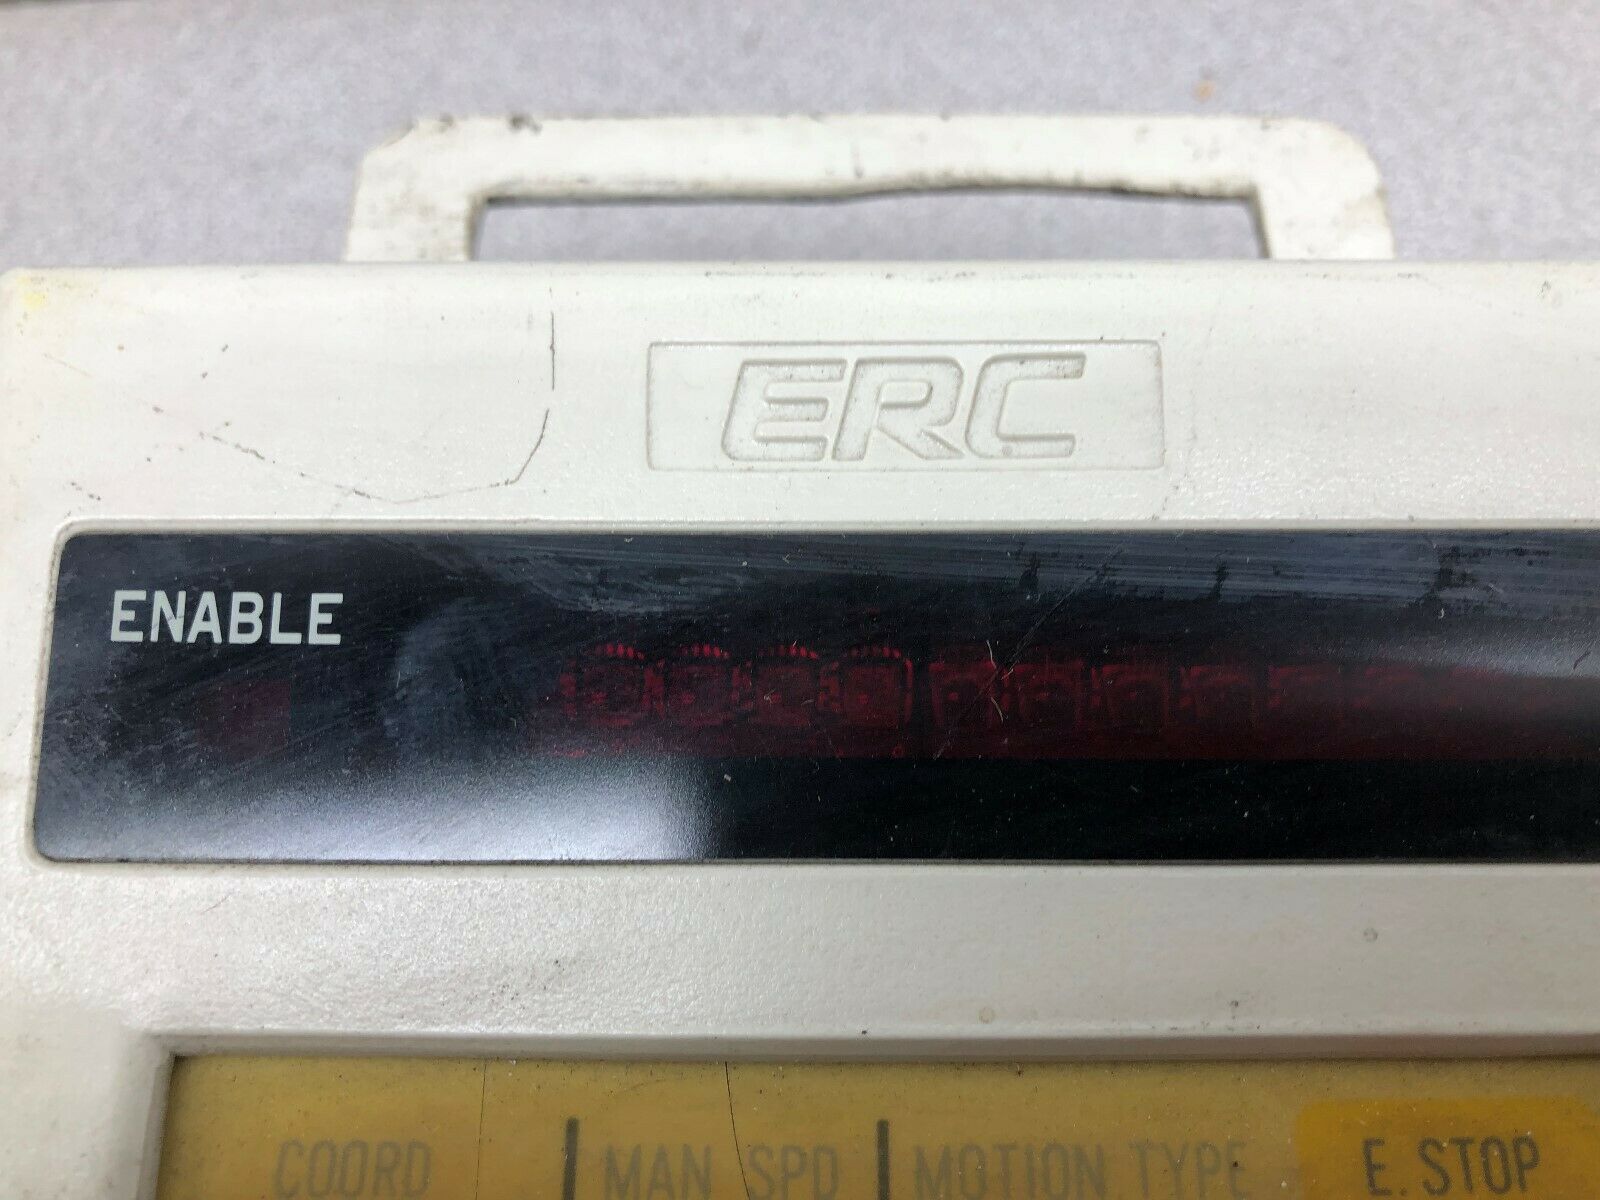 ERC
ENABLE
COORD | MAN SPD | MOTION TYPE E.STOP